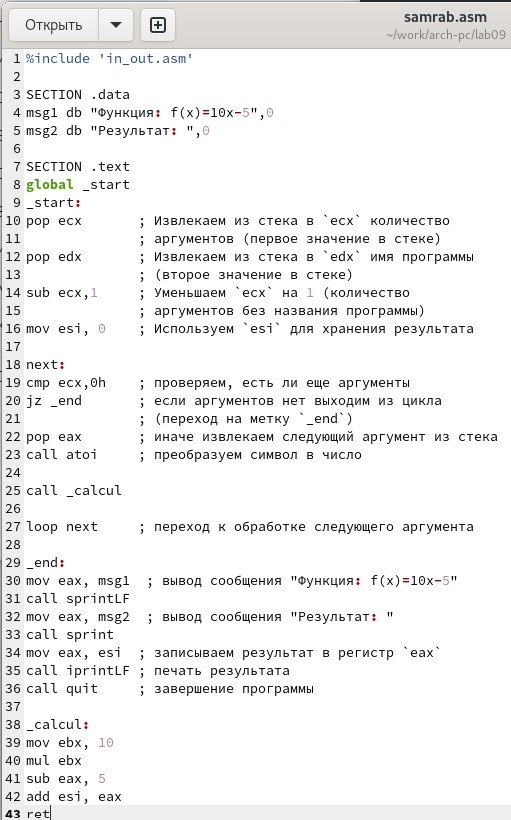 Открыть
samrab.asm
~/work/arch-pc/lab09
1 %include 'in_out.asm'
2
3 SECTION .data
4 msg1 db "Функция: f(x)=10x-5",0
5 msg2 db "Результат: ",0
6
7 SECTION .text
8 global _start
9 _start:
10 pop ecx       ; Извлекаем из стека в `ecx` количество
11               ; аргументов (первое значение в стеке)
12 pop edx       ; Извлекаем из стека в `edx` имя программы
13               ; (второе значение в стеке)
14 sub ecx,1     ; Уменьшаем `ecx` на 1 (количество
15               ; аргументов без названия программы)
16 mov esi, 0    ; Используем `esi` для хранения результата
17
18 next:
19 cmp ecx,0h    ; проверяем, есть ли еще аргументы
20 jz _end       ; если аргументов нет выходим из цикла
21               ; (переход на метку `_end`)
22 pop eax       ; иначе извлекаем следующий аргумент из стека
23 call atoi     ; преобразуем символ в число
24
25 call _calcul
26
27 loop next     ; переход к обработке следующего аргумента
28
29 _end:
30 mov eax, msg1  ; вывод сообщения "Функция: f(x)=10x-5"
31 call sprintLF
32 mov eax, msg2  ; вывод сообщения "Результат: "
33 call sprint
34 mov eax, esi  ; записываем результат в регистр `eax`
35 call iprintLF ; печать результата
36 call quit     ; завершение программы
37
38 _calcul:
39 mov ebx, 10
40 mul ebx
41 sub eax, 5
42 add esi, eax
43 ret